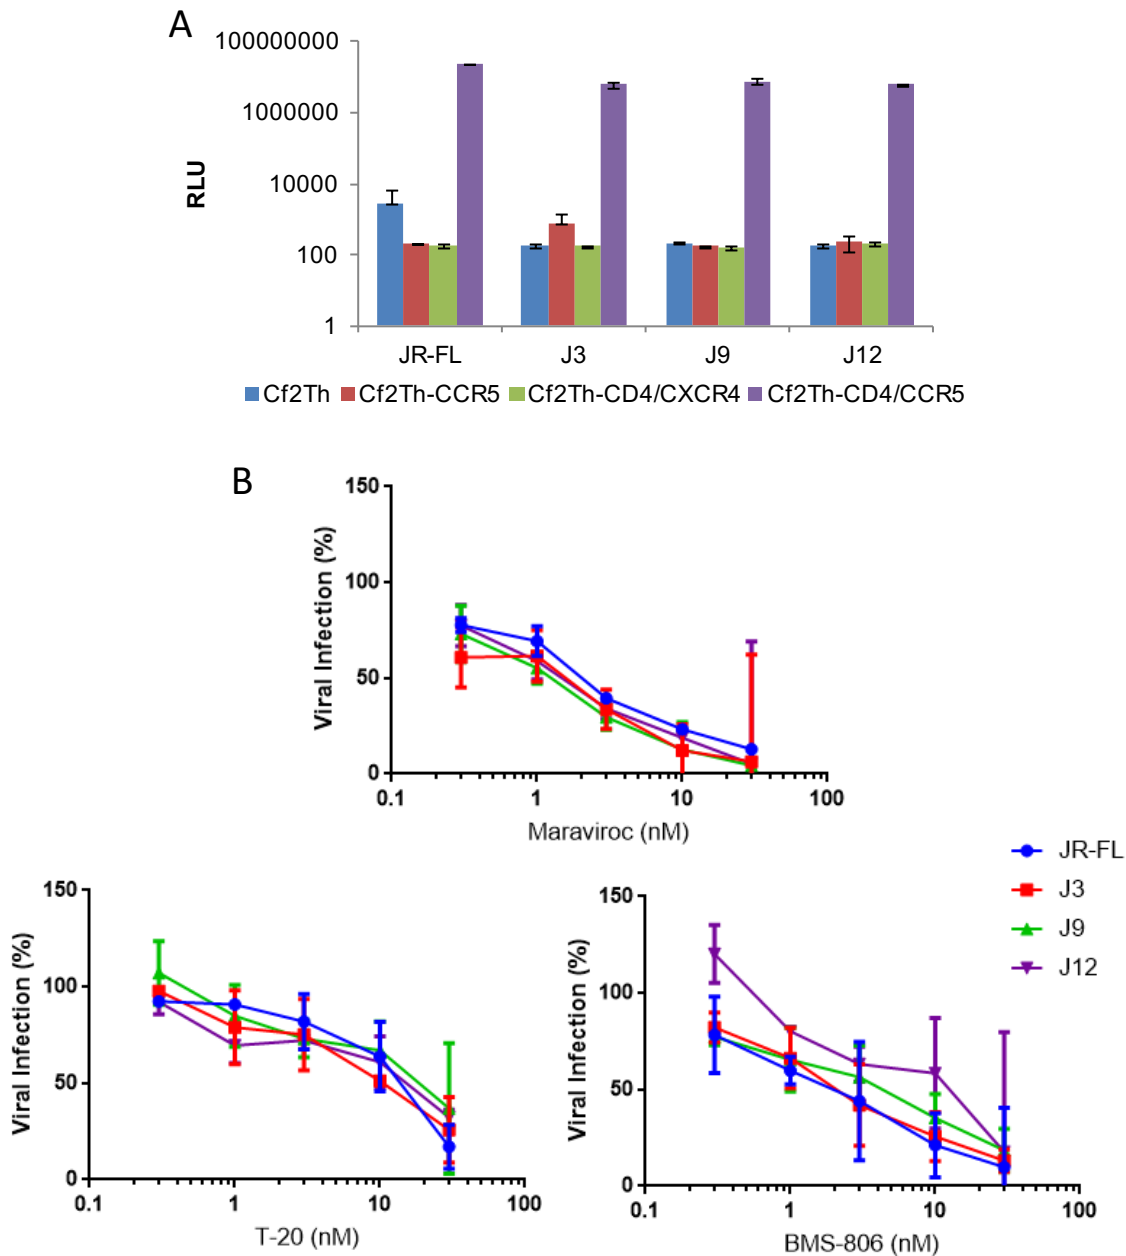 A
100000000
1000000
10000
100
1
RLU
JR-FL J3 J9 J12
Cf2Th Cf2Th-CCR5 Cf2Th-CD4/CXCR4 Cf2Th-CD4/CCR5
B
150
100
50
0
Viral Infection (%)
0.1 1 10 100
Maraviroc (nM)
JR-FL
J3
J9
J12
150
100
50
0
Viral Infection (%)
0.1 1 10 100
T-20 (nM)
150
100
50
0
Viral Infection (%)
0.1 1 10 100
BMS-806 (nM)